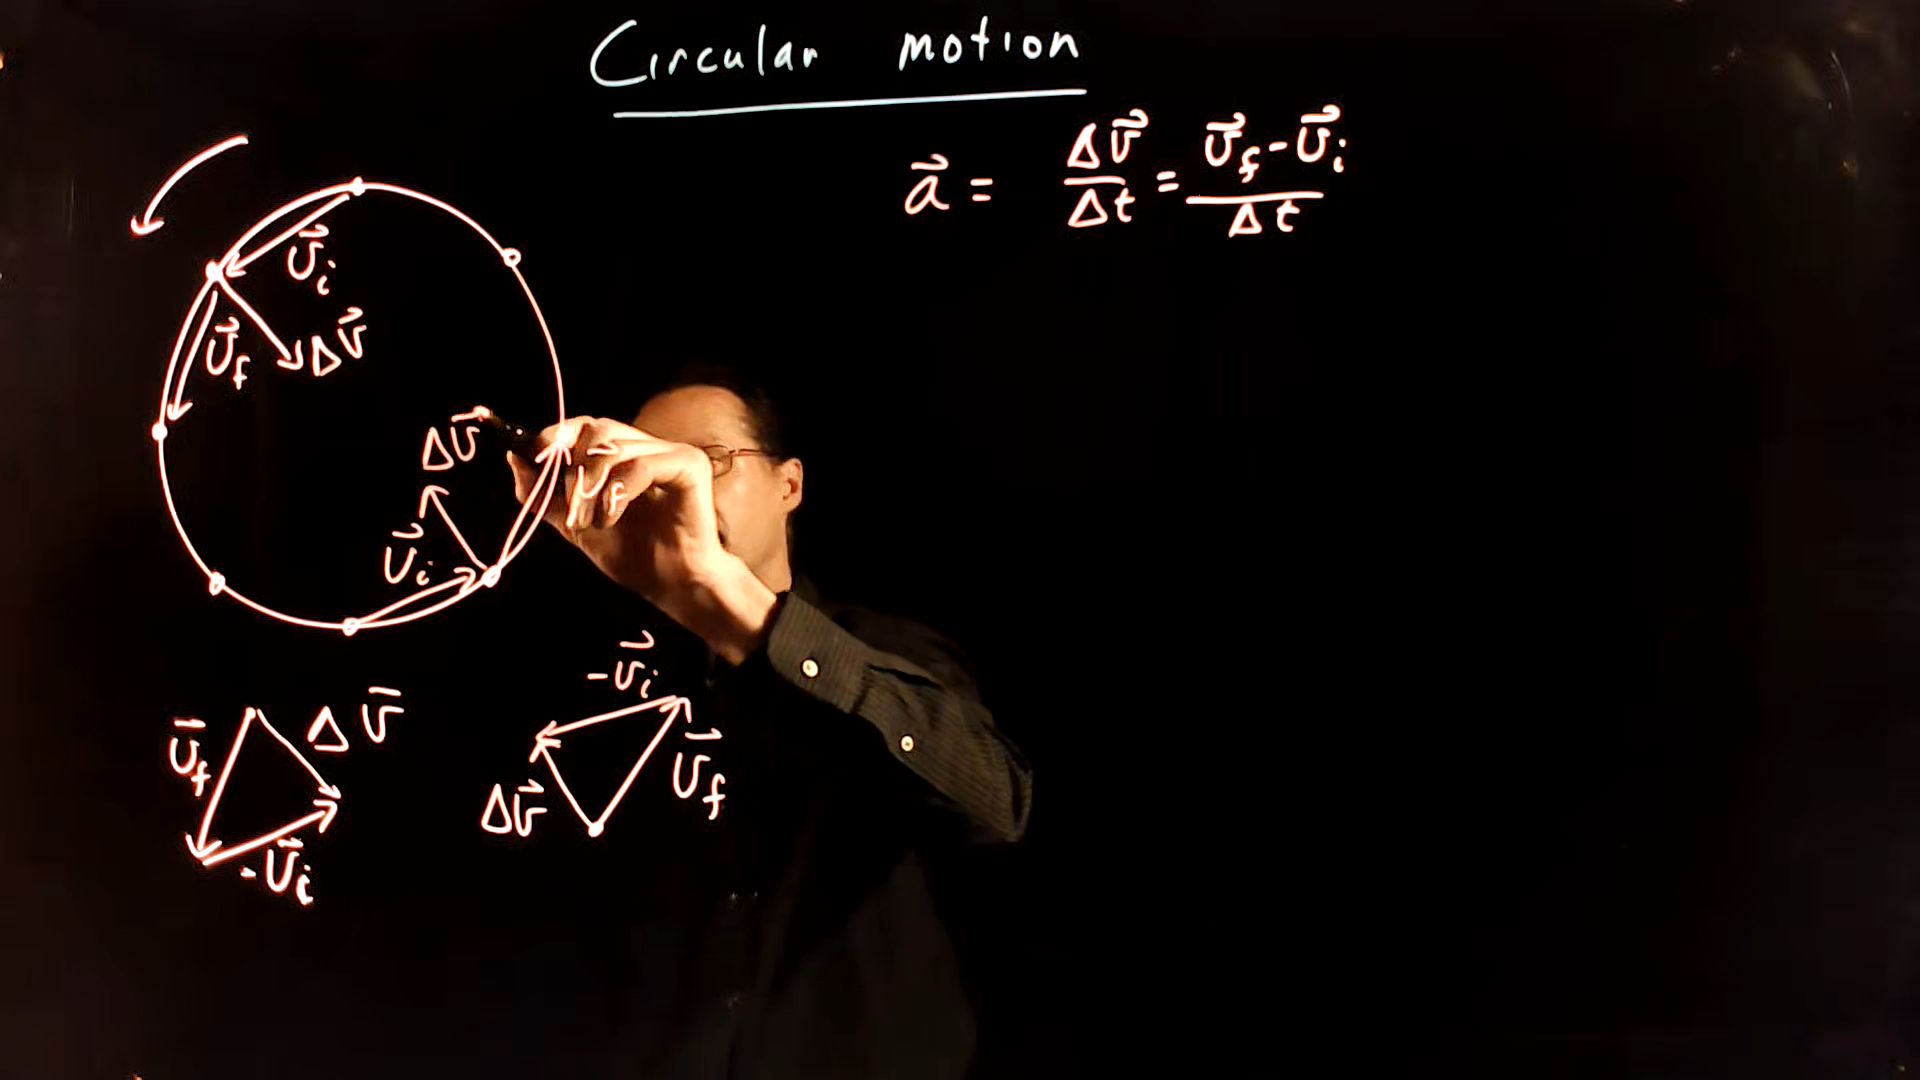 Circular motion
a⃗ = Δv⃗/Δt = (v⃗f - v⃗i)/Δt
v⃗i
v⃗f
Δv⃗
Δv⃗
v⃗f
v⃗i
-v⃗i
v̄f
Δv̄
v⃗f
Δv⃗
-v⃗i